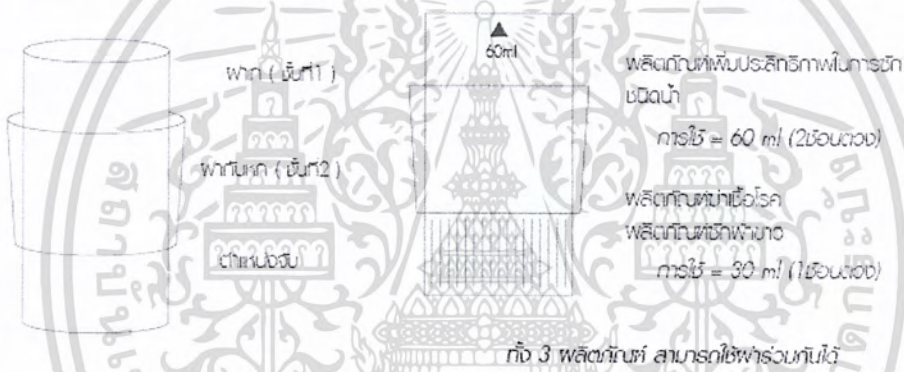 ฝาก ( ชั้นที่1 )
ฝากันหก ( ชั้นที่2 )
ตำแหน่งจับ
60ml
ผลิตภัณฑ์เพิ่มประสิทธิภาพในการซัก
ชนิดน้ำ
การใช้ = 60 ml (2ช้อนตวง)
ผลิตภัณฑ์ฆ่าเชื้อโรค
ผลิตภัณฑ์ซักผ้าขาว
การใช้ = 30 ml (1ช้อนตวง)
ทั้ง 3 ผลิตภัณฑ์ สามารถใช้ฝาร่วมกันได้